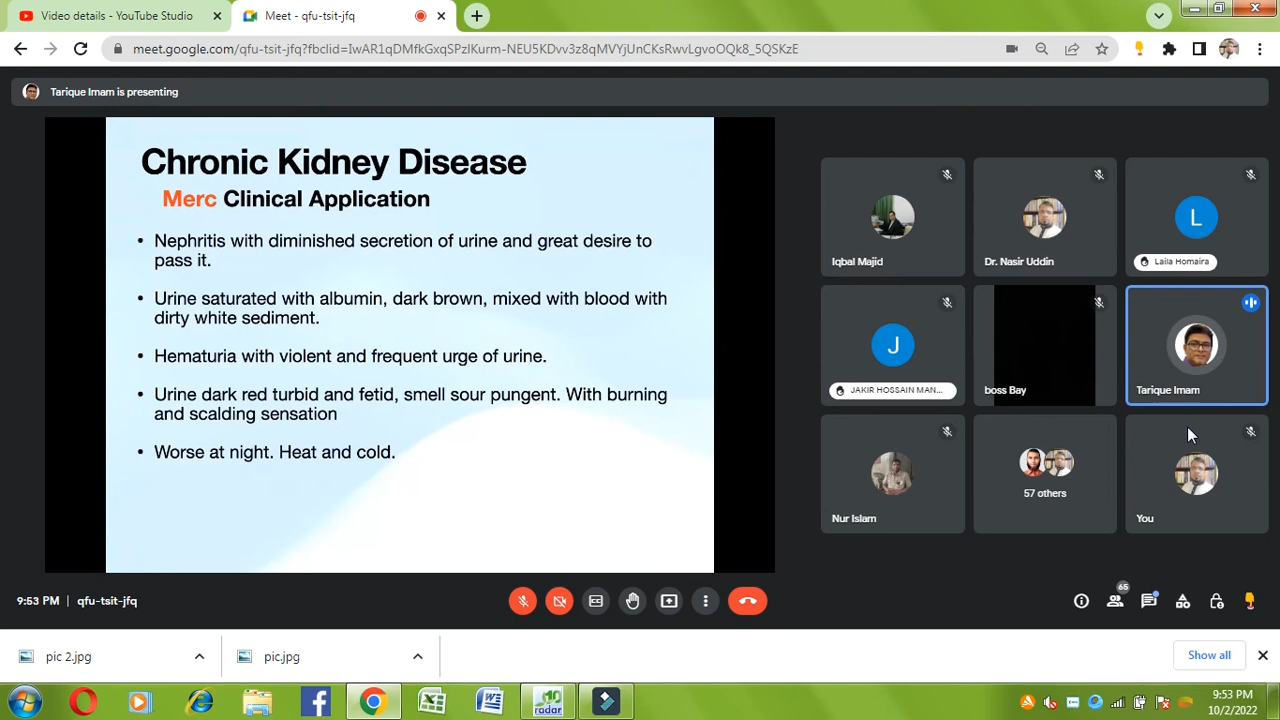 Video details - YouTube Studio
Meet - qfu-tsit-jfq
meet.google.com/qfu-tsit-jfq?fbclid=IwAR1qDMfkGxqSPzIKurm-NEU5KDvv3z8qMVYjUnCKsRwvLgvoOQk8_5QSKzE
Tarique Imam is presenting
Chronic Kidney Disease
Merc Clinical Application
• Nephritis with diminished secretion of urine and great desire to
pass it.
• Urine saturated with albumin, dark brown, mixed with blood with
dirty white sediment.
• Hematuria with violent and frequent urge of urine.
• Urine dark red turbid and fetid, smell sour pungent. With burning
and scalding sensation
• Worse at night. Heat and cold.
Iqbal Majid
Dr. Nasir Uddin
L
Laila Homaira
J
JAKIR HOSSAIN MAN...
boss Bay
Tarique Imam
Nur Islam
57 others
You
9:53 PM | qfu-tsit-jfq
65
pic 2.jpg
pic.jpg
Show all
10
radar
9:53 PM
10/2/2022